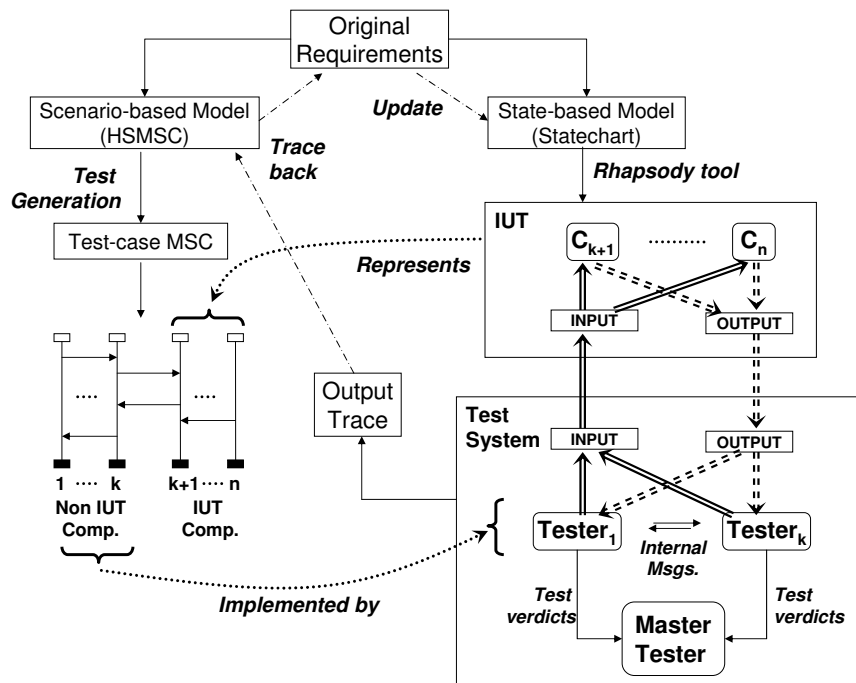 Original
Requirements
Scenario-based Model
(HSMSC)
Update
State-based Model
(Statechart)
Trace
back
Test
Generation
Rhapsody tool
Test-case MSC
IUT
C_{k+1} ......... C_n
Represents
INPUT
OUTPUT
....
....
Output
Trace
Test
System
INPUT
OUTPUT
1 ..... k
k+1 ..... n
Non IUT
Comp.
IUT
Comp.
Tester_1
Tester_k
Internal
Msgs.
Implemented by
Test
verdicts
Test
verdicts
Master
Tester